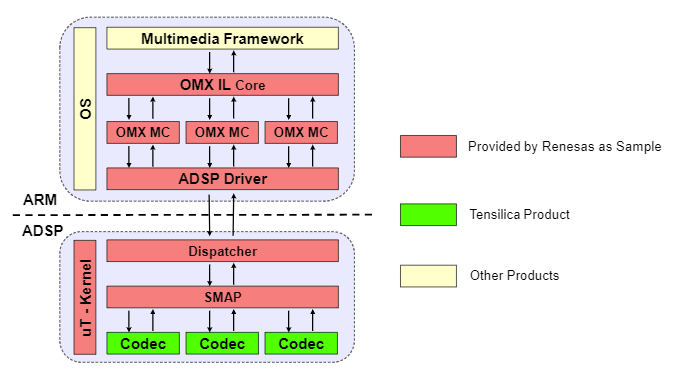 Multimedia Framework
OMX IL Core
OS
OMX MC
OMX MC
OMX MC
ADSP Driver
ARM
ADSP
Dispatcher
uT - Kernel
SMAP
Codec
Codec
Codec
Provided by Renesas as Sample
Tensilica Product
Other Products